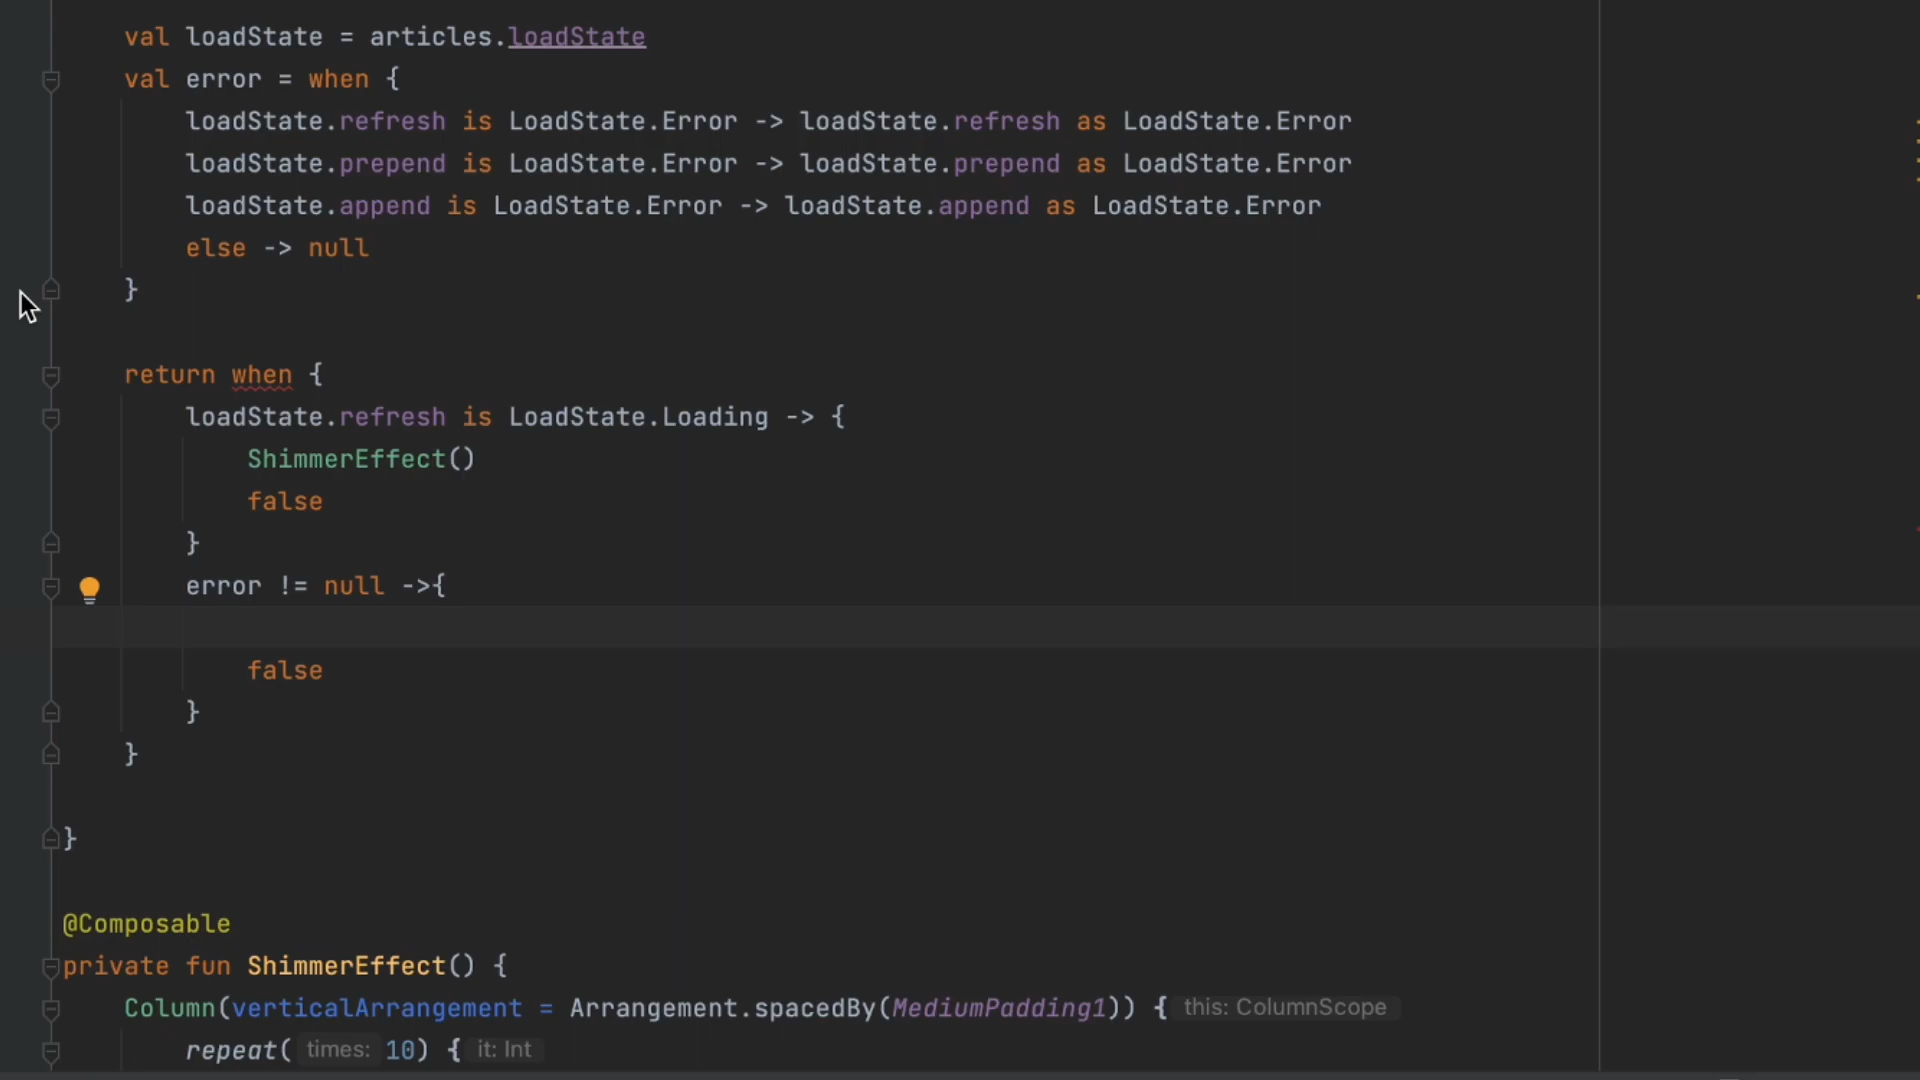 val loadState = articles.loadState
val error = when {
loadState.refresh is LoadState.Error -> loadState.refresh as LoadState.Error
loadState.prepend is LoadState.Error -> loadState.prepend as LoadState.Error
loadState.append is LoadState.Error -> loadState.append as LoadState.Error
else -> null
}
return when {
loadState.refresh is LoadState.Loading -> {
ShimmerEffect()
false
}
error != null ->{
false
}
}
}
@Composable
private fun ShimmerEffect() {
Column(verticalArrangement = Arrangement.spacedBy(MediumPadding1)) { this: ColumnScope
repeat( times: 10) { it: Int